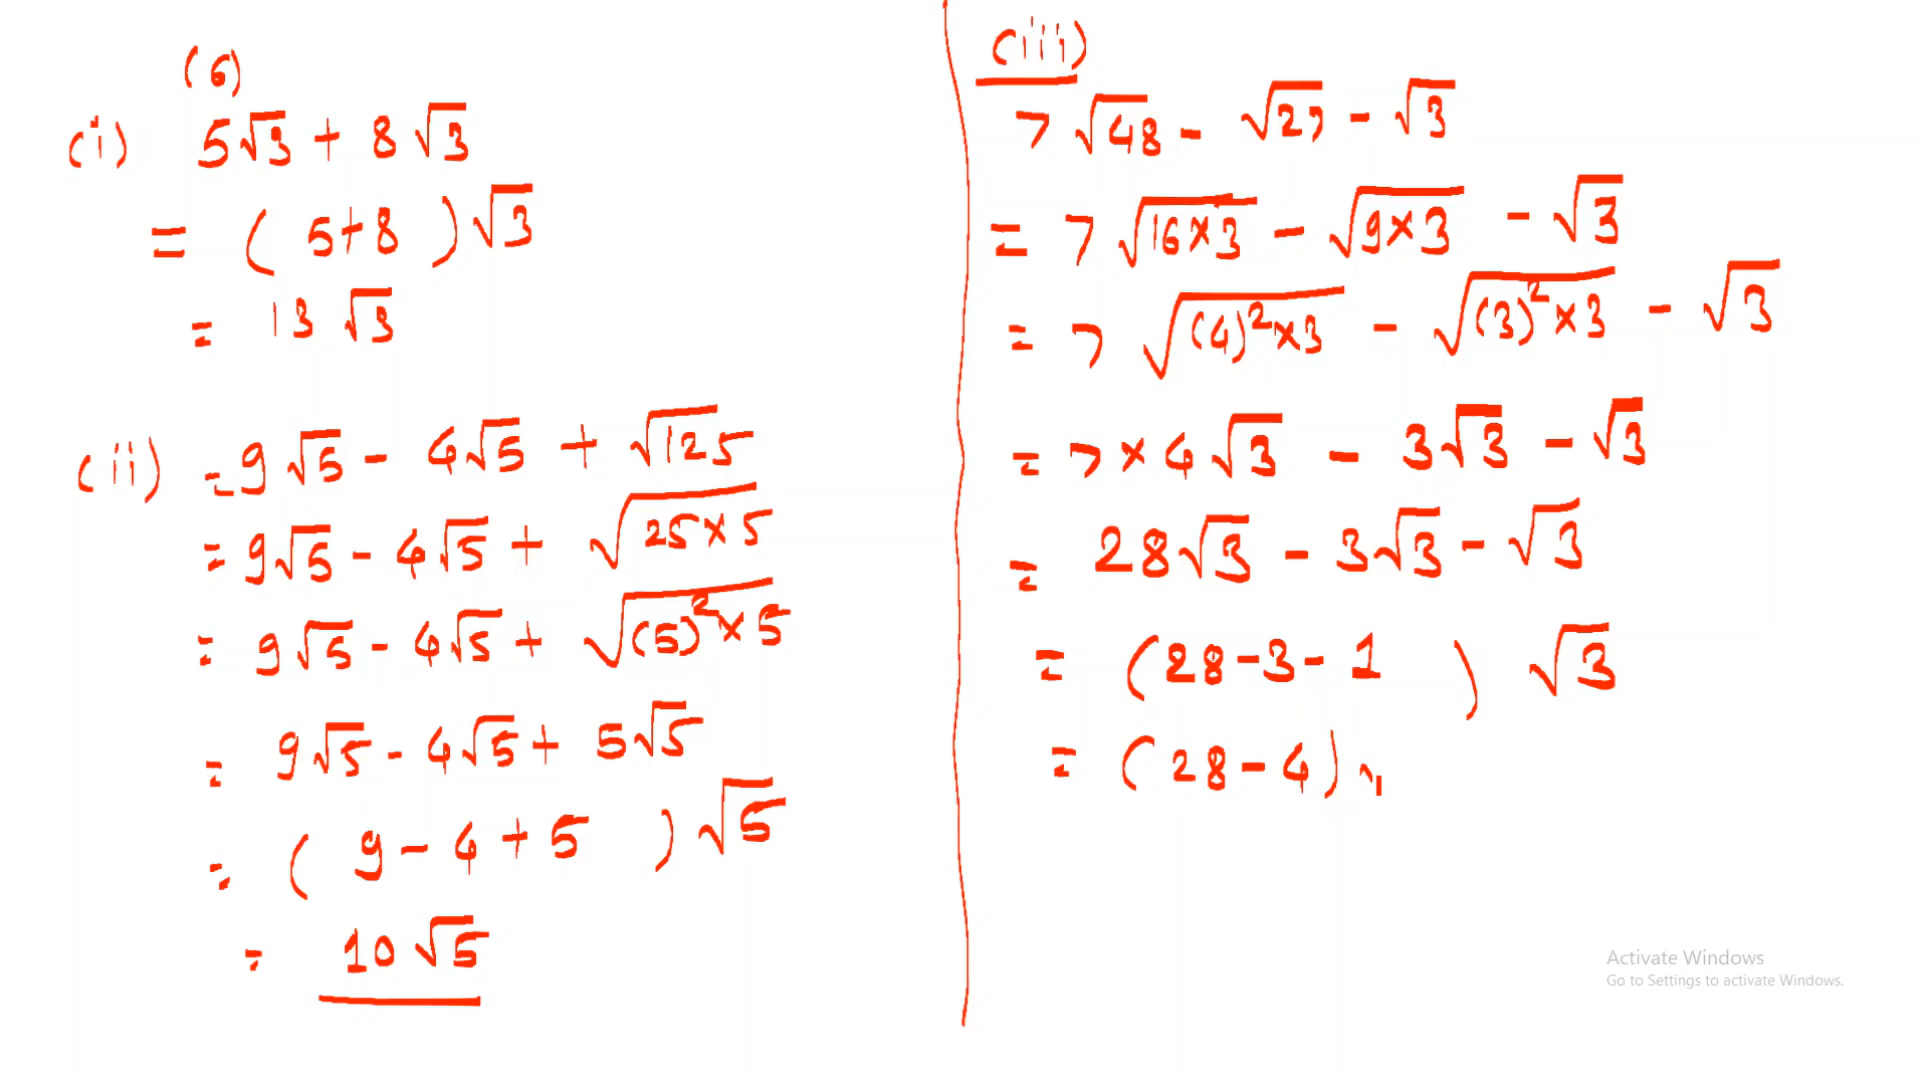 (6)
(i) 5√3 + 8√3
= (5+8)√3
= 13√3
(ii) =9√5 - 4√5 + √125
= 9√5 - 4√5 + √25×5
= 9√5 - 4√5 + √(5)²×5
= 9√5 - 4√5 + 5√5
= (9 - 4 + 5)√5
= 10√5
(iii)
7√48 - √27 - √3
= 7√16×3 - √9×3 - √3
= 7√(4)²×3 - √(3)²×3 - √3
= 7×4√3 - 3√3 - √3
= 28√3 - 3√3 - √3
= (28-3-1)√3
= (28-4)
Activate Windows
Go to Settings to activate Windows.